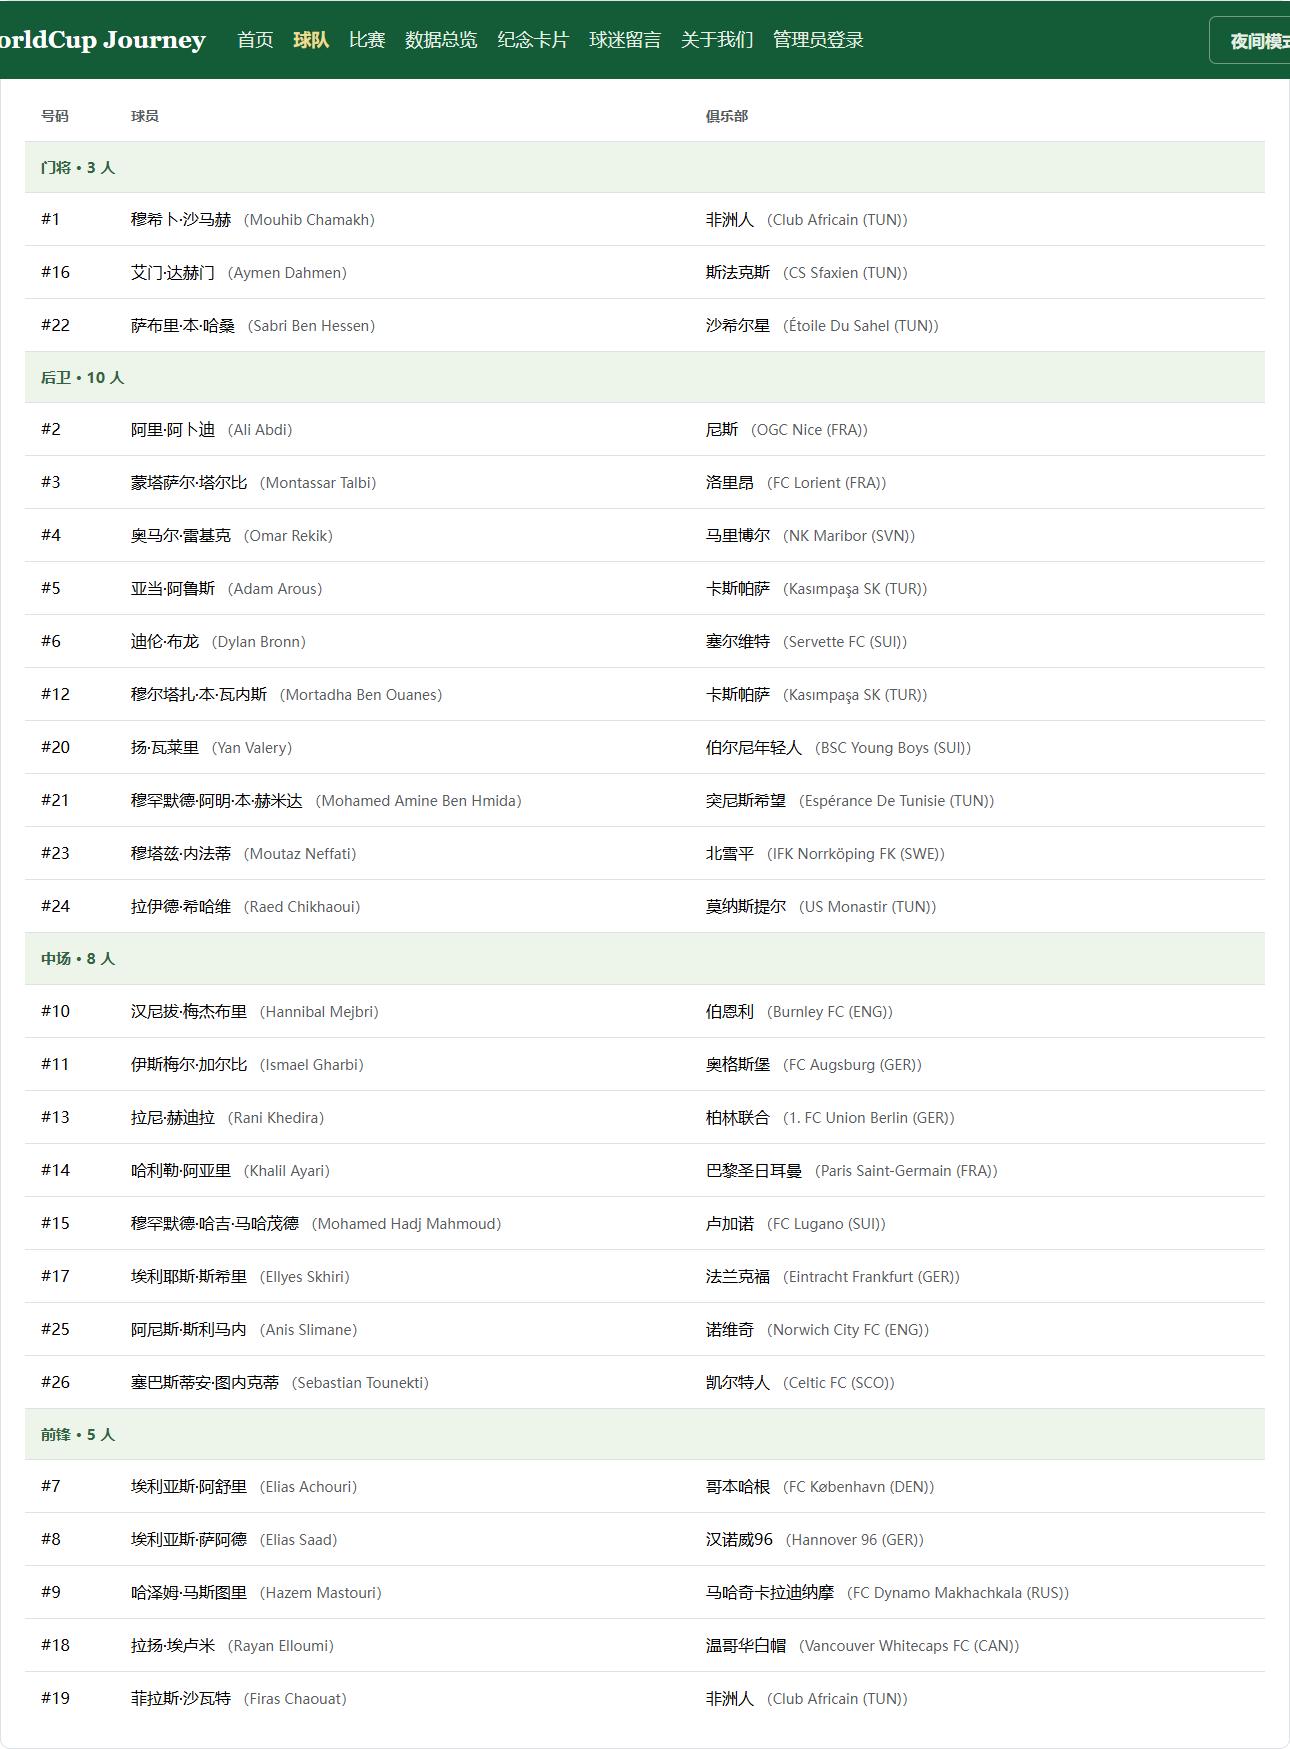 orldCup Journey 首页 球队 比赛 数据总览 纪念卡片 球迷留言 关于我们 管理员登录 夜间模式
号码 球员 俱乐部
门将 • 3 人
#1 穆希卜·沙马赫 (Mouhib Chamakh) 非洲人 (Club Africain (TUN))
#16 艾门·达赫门 (Aymen Dahmen) 斯法克斯 (CS Sfaxien (TUN))
#22 萨布里·本·哈桑 (Sabri Ben Hessen) 沙希尔星 (Étoile Du Sahel (TUN))
后卫 • 10 人
#2 阿里·阿卜迪 (Ali Abdi) 尼斯 (OGC Nice (FRA))
#3 蒙塔萨尔·塔尔比 (Montassar Talbi) 洛里昂 (FC Lorient (FRA))
#4 奥马尔·雷基克 (Omar Rekik) 马里博尔 (NK Maribor (SVN))
#5 亚当·阿鲁斯 (Adam Arous) 卡斯帕萨 (Kasımpaşa SK (TUR))
#6 迪伦·布龙 (Dylan Bronn) 塞尔维特 (Servette FC (SUI))
#12 穆尔塔扎·本·瓦内斯 (Mortadha Ben Ouanes) 卡斯帕萨 (Kasımpaşa SK (TUR))
#20 扬·瓦莱里 (Yan Valery) 伯尔尼年轻人 (BSC Young Boys (SUI))
#21 穆罕默德·阿明·本·赫米达 (Mohamed Amine Ben Hmida) 突尼斯希望 (Espérance De Tunisie (TUN))
#23 穆塔兹·内法蒂 (Moutaz Neffati) 北雪平 (IFK Norrköping FK (SWE))
#24 拉伊德·希哈维 (Raed Chikhaoui) 莫纳斯提尔 (US Monastir (TUN))
中场 • 8 人
#10 汉尼拔·梅杰布里 (Hannibal Mejbri) 伯恩利 (Burnley FC (ENG))
#11 伊斯梅尔·加尔比 (Ismael Gharbi) 奥格斯堡 (FC Augsburg (GER))
#13 拉尼·赫迪拉 (Rani Khedira) 柏林联合 (1. FC Union Berlin (GER))
#14 哈利勒·阿亚里 (Khalil Ayari) 巴黎圣日耳曼 (Paris Saint-Germain (FRA))
#15 穆罕默德·哈吉·马哈茂德 (Mohamed Hadj Mahmoud) 卢加诺 (FC Lugano (SUI))
#17 埃利耶斯·斯希里 (Ellyes Skhiri) 法兰克福 (Eintracht Frankfurt (GER))
#25 阿尼斯·斯利马内 (Anis Slimane) 诺维奇 (Norwich City FC (ENG))
#26 塞巴斯蒂安·图内克蒂 (Sebastian Tounekti) 凯尔特人 (Celtic FC (SCO))
前锋 • 5 人
#7 埃利亚斯·阿舒里 (Elias Achouri) 哥本哈根 (FC København (DEN))
#8 埃利亚斯·萨阿德 (Elias Saad) 汉诺威96 (Hannover 96 (GER))
#9 哈泽姆·马斯图里 (Hazem Mastouri) 马哈奇卡拉迪纳摩 (FC Dynamo Makhachkala (RUS))
#18 拉扬·埃卢米 (Rayan Elloumi) 温哥华白帽 (Vancouver Whitecaps FC (CAN))
#19 菲拉斯·沙瓦特 (Firas Chaouat) 非洲人 (Club Africain (TUN))